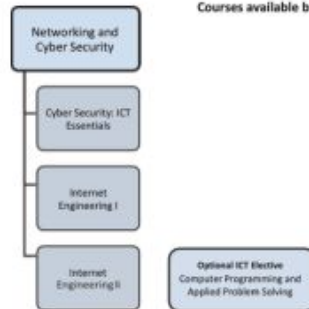 Courses available b
Networking and
Cyber Security
Cyber Security: ICT
Essentials
Internet
Engineering I
Internet
Engineering II
Optional ICT Elective
Computer Programming and
Applied Problem Solving